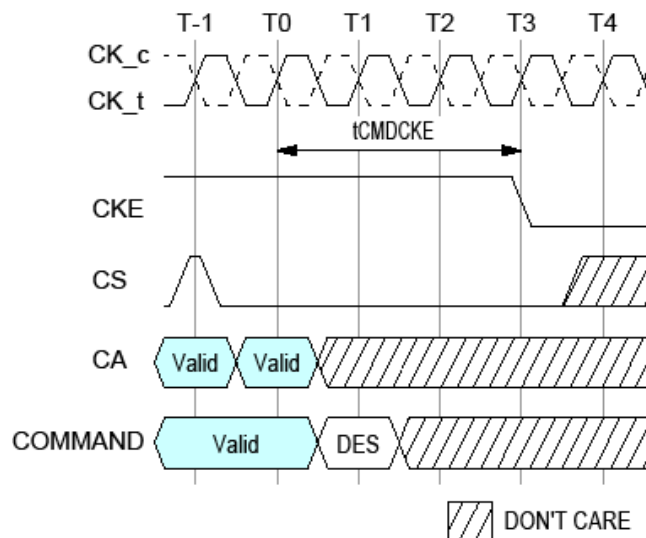 T-1 T0 T1 T2 T3 T4
CK_c
CK_t
tCMDCKE
CKE
CS
CA Valid Valid
COMMAND Valid DES
DON'T CARE